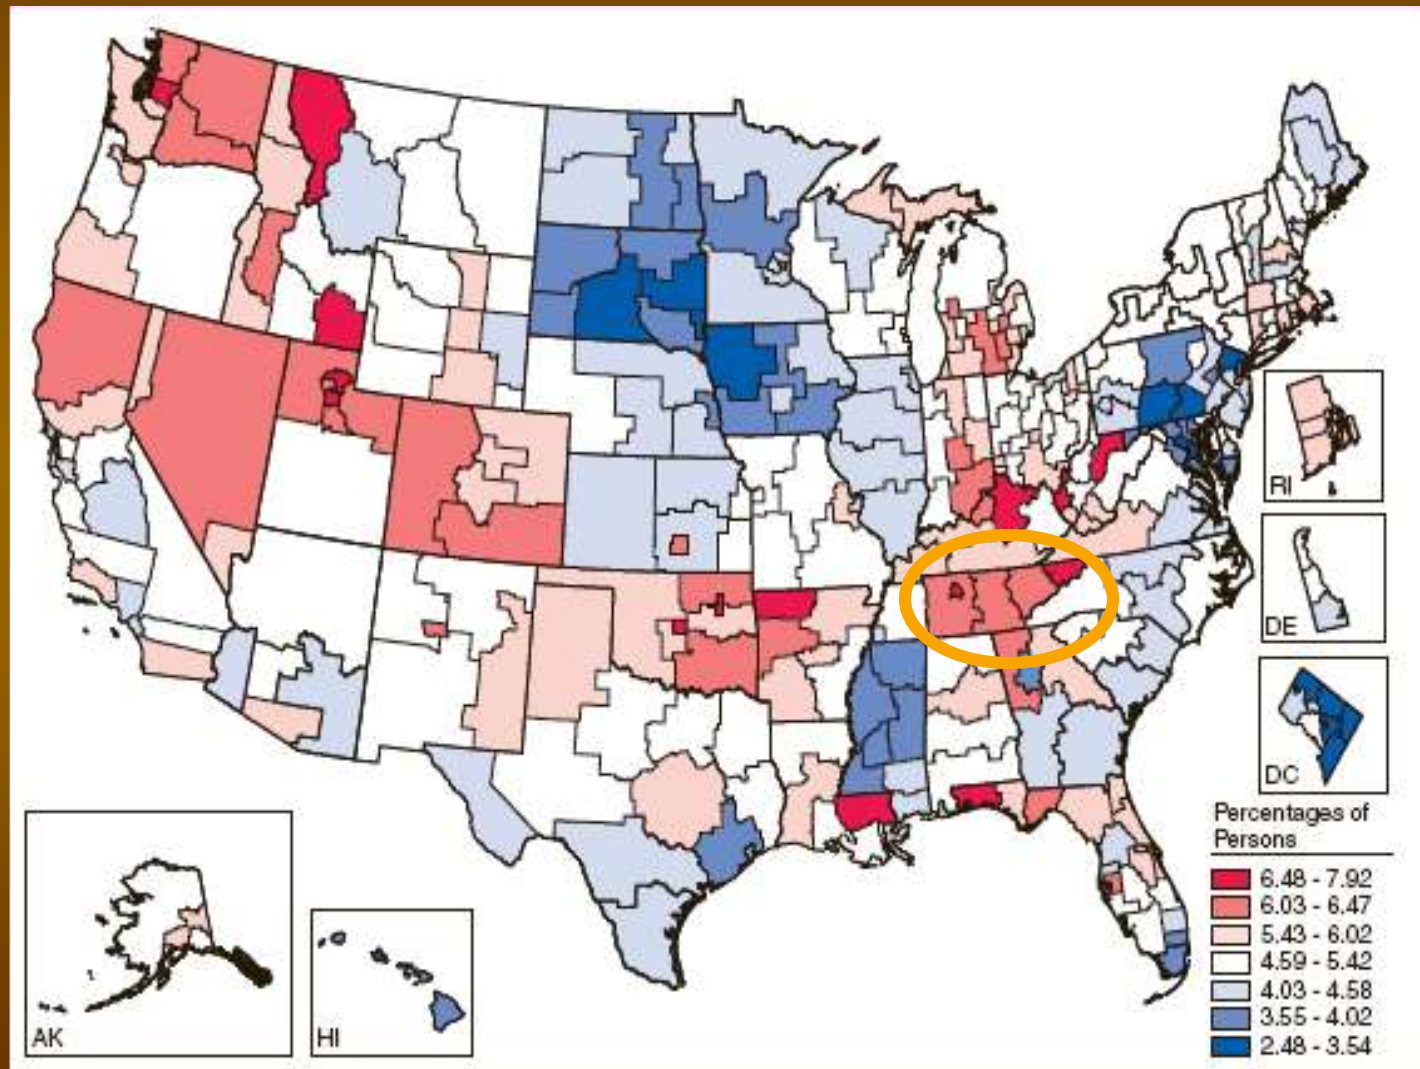 RI
DE
DC
AK
HI
Percentages of
Persons
6.48 - 7.92
6.03 - 6.47
5.43 - 6.02
4.59 - 5.42
4.03 - 4.58
3.55 - 4.02
2.48 - 3.54